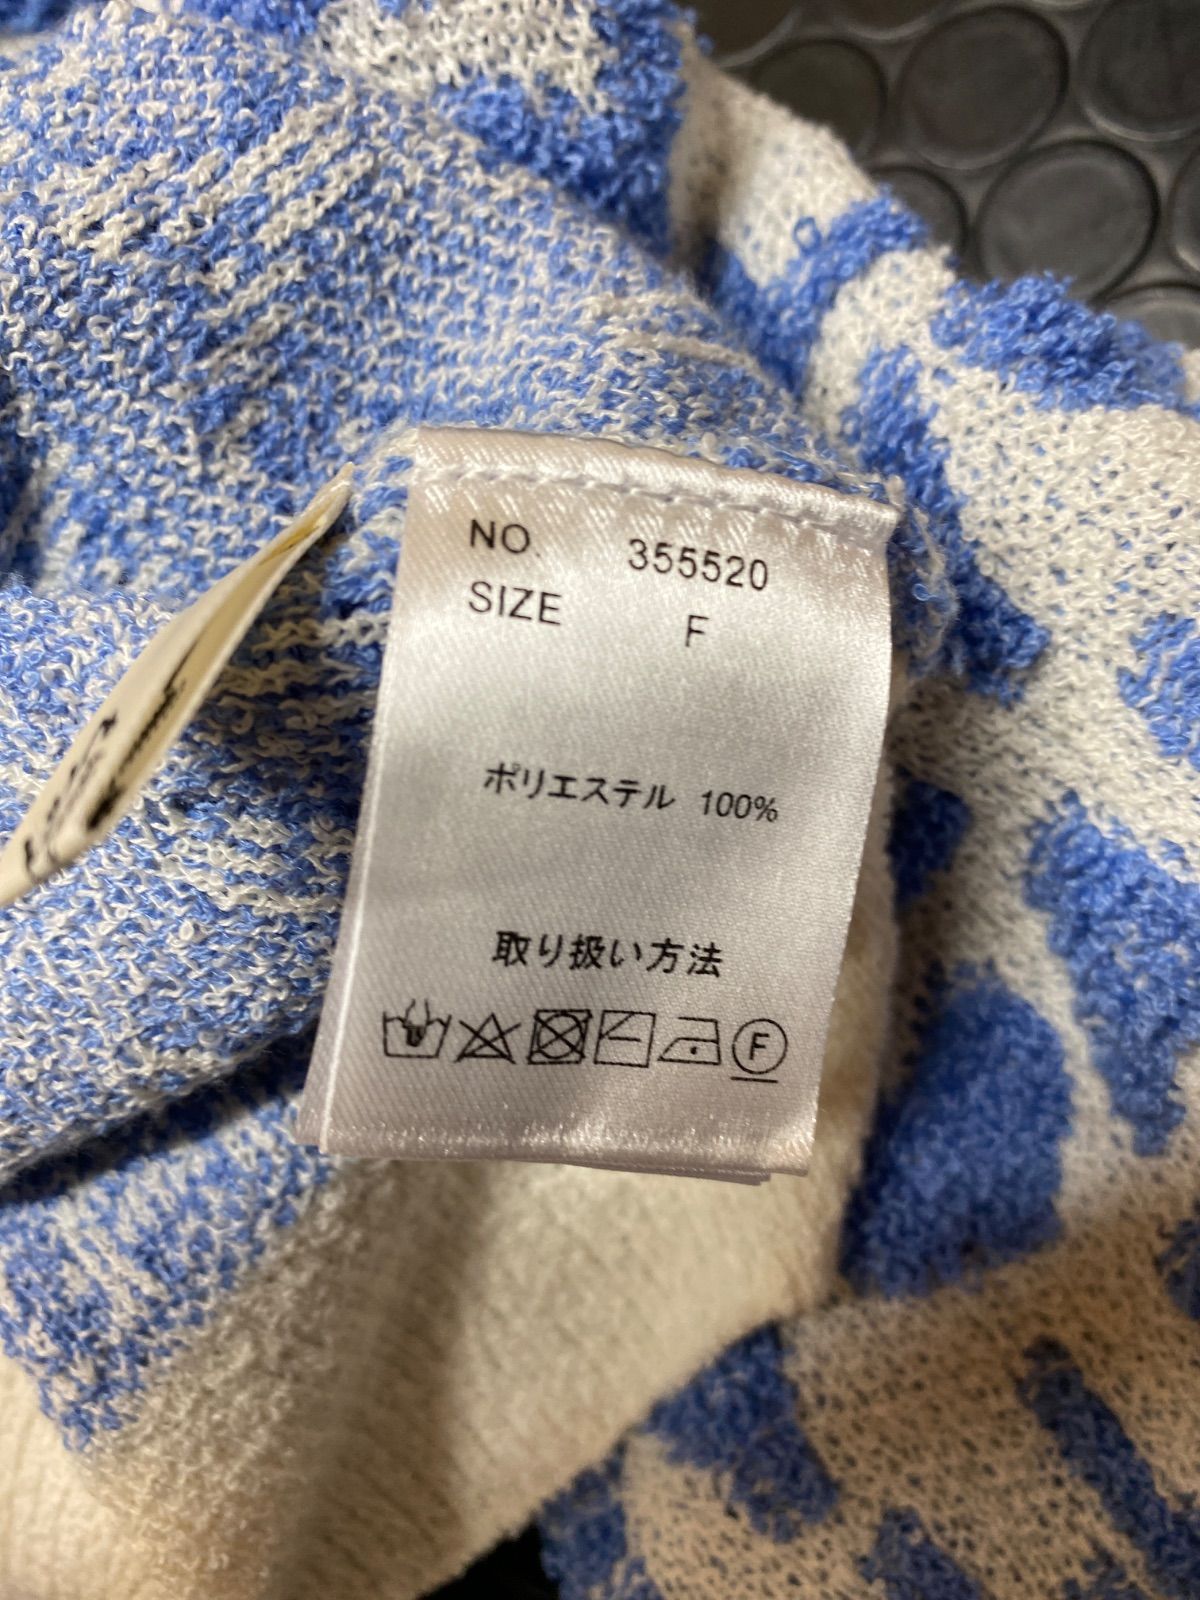 NO. 355520
SIZE F
ポリエステル 100%
取り扱い方法
F